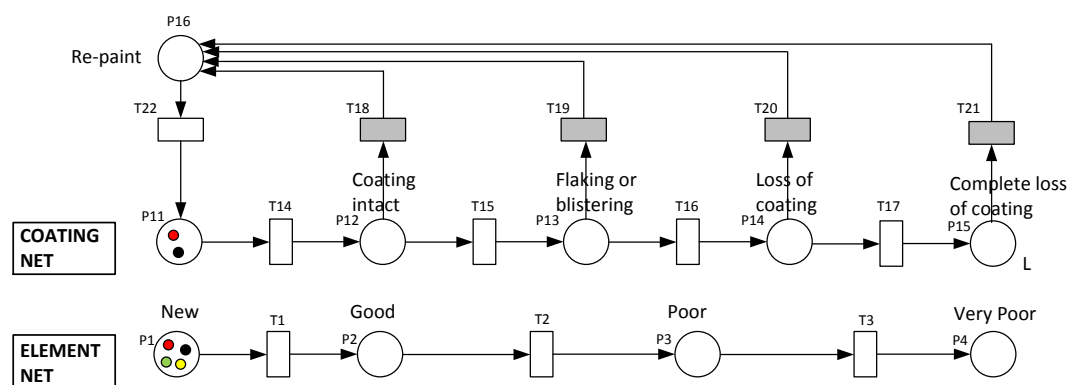 P16
Re-paint
T22
T18
T19
T20
T21
Coating
intact
Flaking or
blistering
Loss of
coating
Complete loss
of coating
P11
T14
P12
T15
P13
T16
P14
T17
P15
L
COATING
NET
New
Good
Poor
Very Poor
P1
T1
P2
T2
P3
T3
P4
ELEMENT
NET